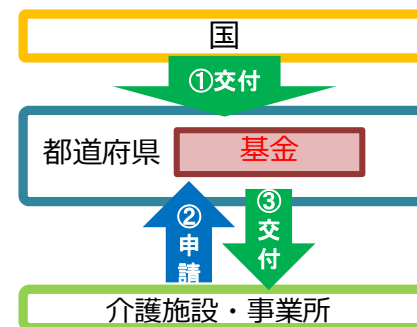 国
①交付
都道府県
基金
②申請
③交付
介護施設・事業所